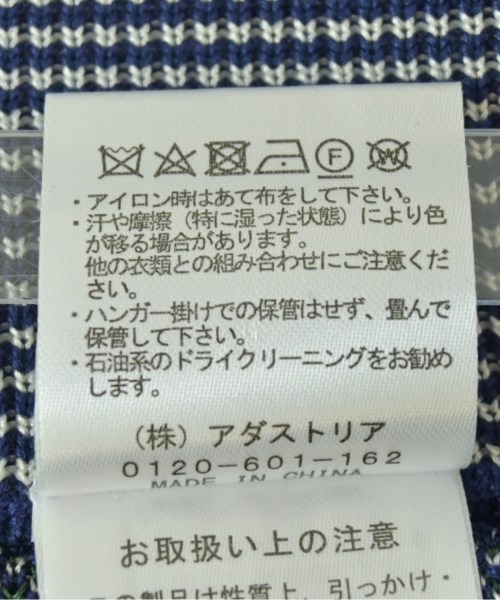 F W
・アイロン時はあて布をして下さい。
・汗や摩擦（特に湿った状態）により色
が移る場合があります。
他の衣類との組み合わせにご注意くだ
さい。
・ハンガー掛けでの保管はせず、畳んで
保管して下さい。
・石油系のドライクリーニングをお勧め
します。
（株）アダストリア
0120-601-162
MADE IN CHINA
お取扱い上の注意
この製品は性質上、引っかけ・